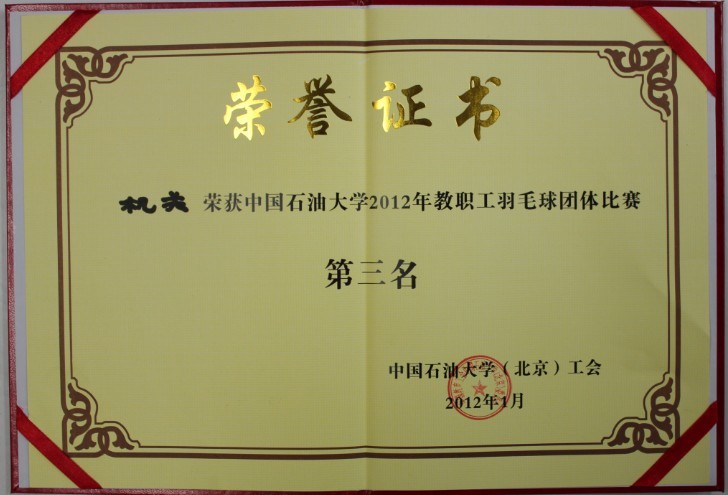 荣誉证书
机关 荣获中国石油大学2012年教职工羽毛球团体比赛
第三名
中国石油大学（北京）工会
2012年1月